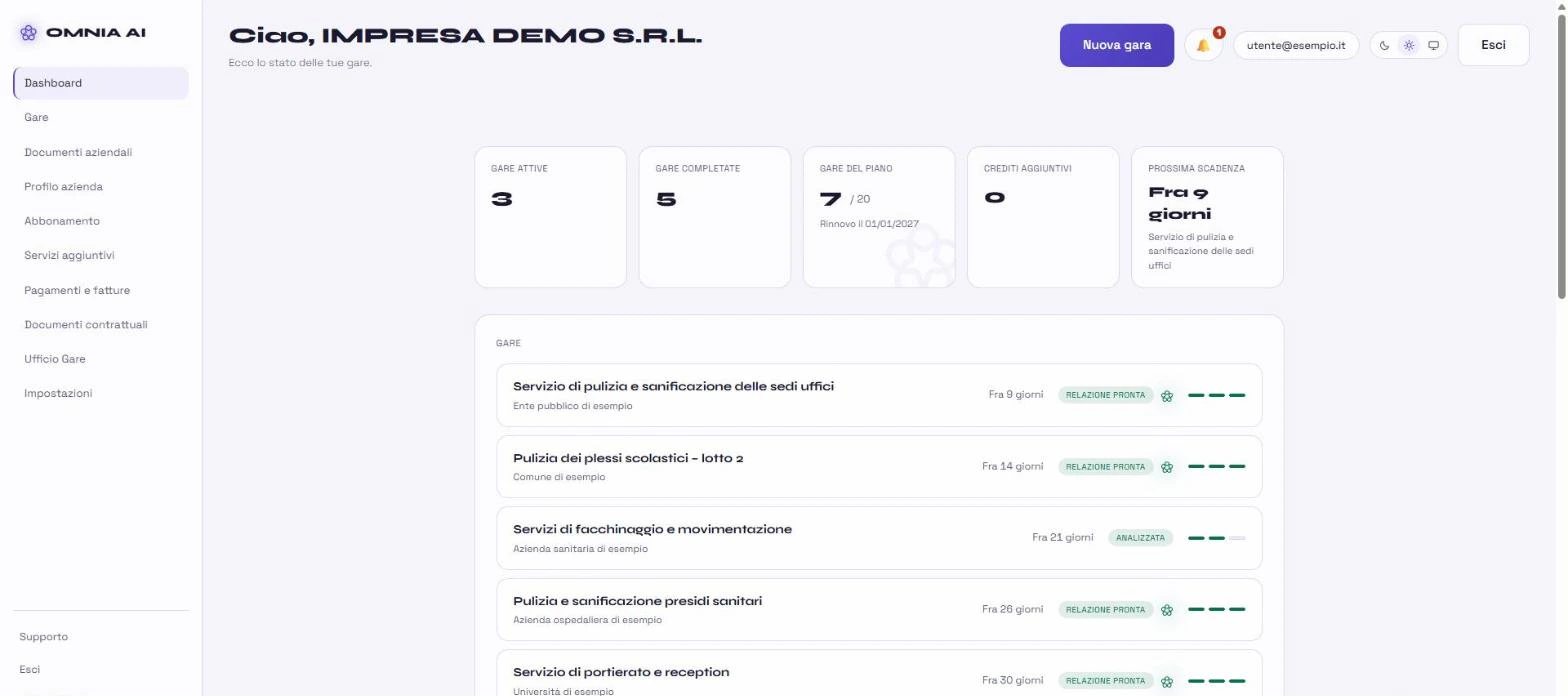 OMNIA AI
Dashboard
Gare
Documenti aziendali
Profilo azienda
Abbonamento
Servizi aggiuntivi
Pagamenti e fatture
Documenti contrattuali
Ufficio Gare
Impostazioni
Supporto
Esci
Ciao, IMPRESA DEMO S.R.L.
Ecco lo stato delle tue gare.
Nuova gara
1
utente@esempio.it
Esci
GARE ATTIVE
3
GARE COMPLETATE
5
GARE DEL PIANO
7 / 20
Rinnovo il 01/01/2027
CREDITI AGGIUNTIVI
0
PROSSIMA SCADENZA
Fra 9
giorni
Servizio di pulizia e
sanificazione delle sedi
uffici
GARE
Servizio di pulizia e sanificazione delle sedi uffici
Ente pubblico di esempio
Fra 9 giorni
RELAZIONE PRONTA
Pulizia dei plessi scolastici – lotto 2
Comune di esempio
Fra 14 giorni
RELAZIONE PRONTA
Servizi di facchinaggio e movimentazione
Azienda sanitaria di esempio
Fra 21 giorni
ANALIZZATA
Pulizia e sanificazione presidi sanitari
Azienda ospedaliera di esempio
Fra 26 giorni
RELAZIONE PRONTA
Servizio di portierato e reception
Università di esempio
Fra 30 giorni
RELAZIONE PRONTA